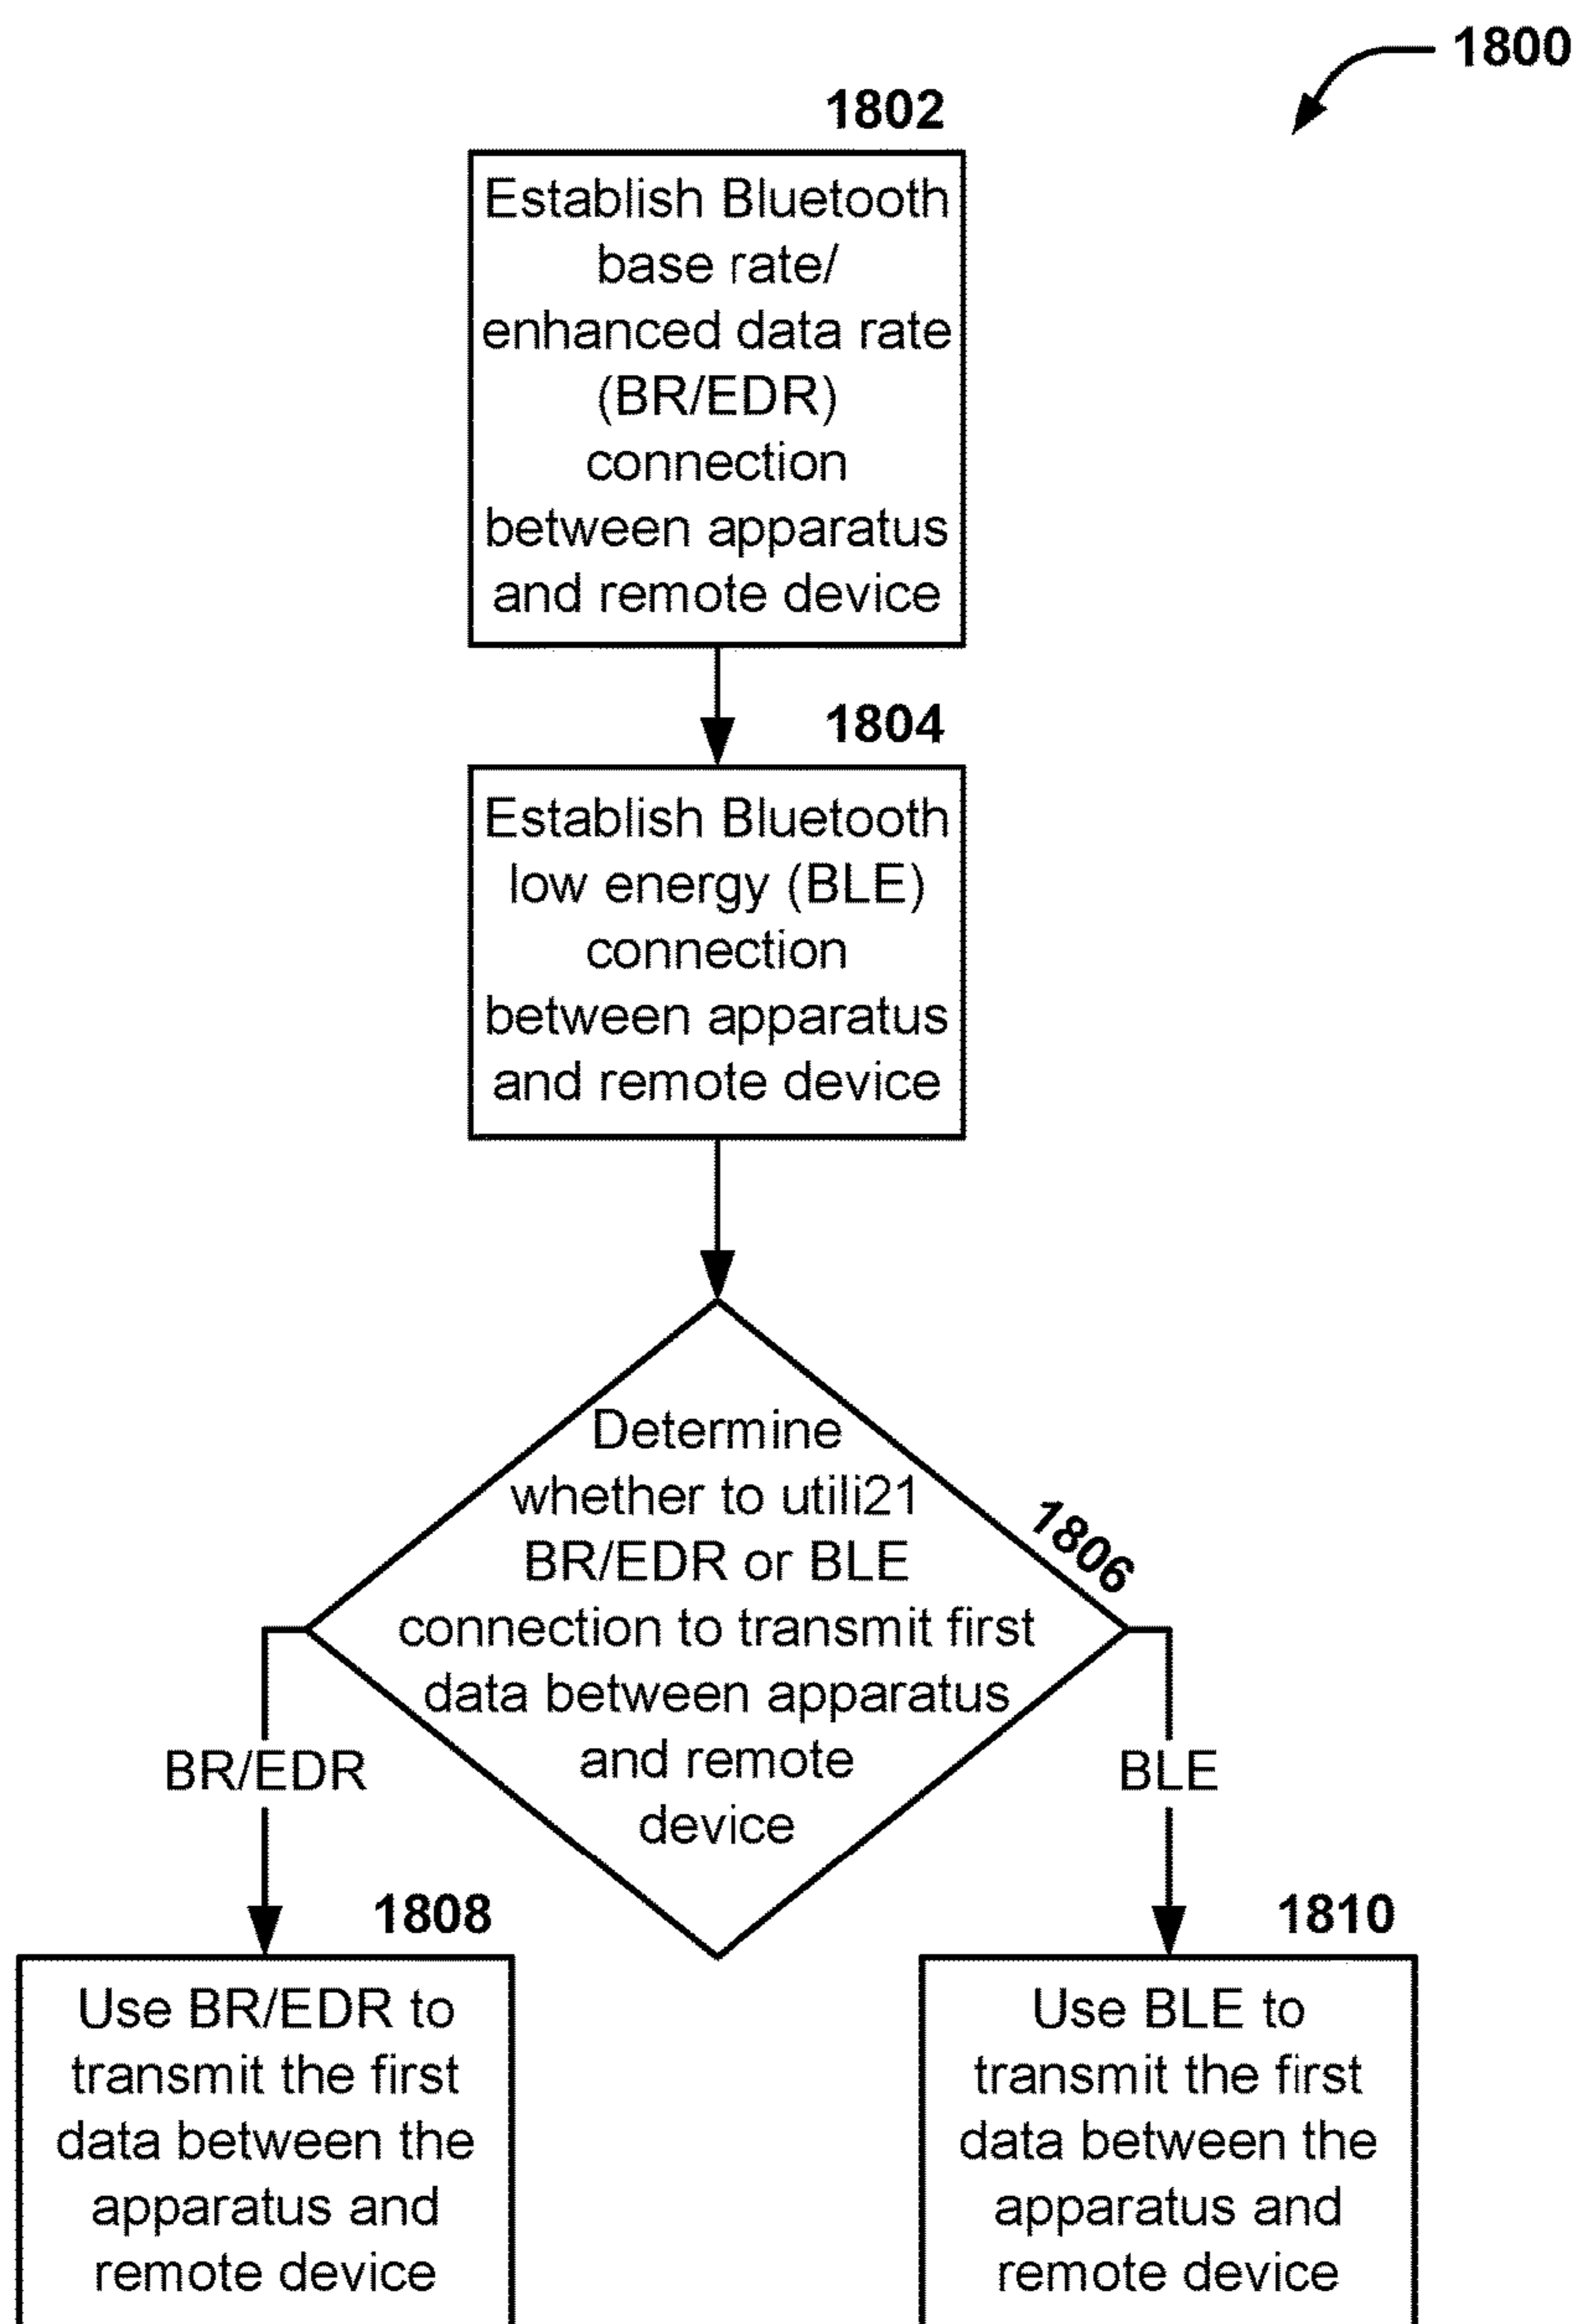 1800
1802
Establish Bluetooth
base rate/
enhanced data rate
(BR/EDR)
connection
between apparatus
and remote device
1804
Establish Bluetooth
low energy (BLE)
connection
between apparatus
and remote device
Determine
whether to utili21
BR/EDR or BLE
connection to transmit first
data between apparatus
and remote
device
1806
BR/EDR
BLE
1808
Use BR/EDR to
transmit the first
data between the
apparatus and
remote device
1810
Use BLE to
transmit the first
data between the
apparatus and
remote device